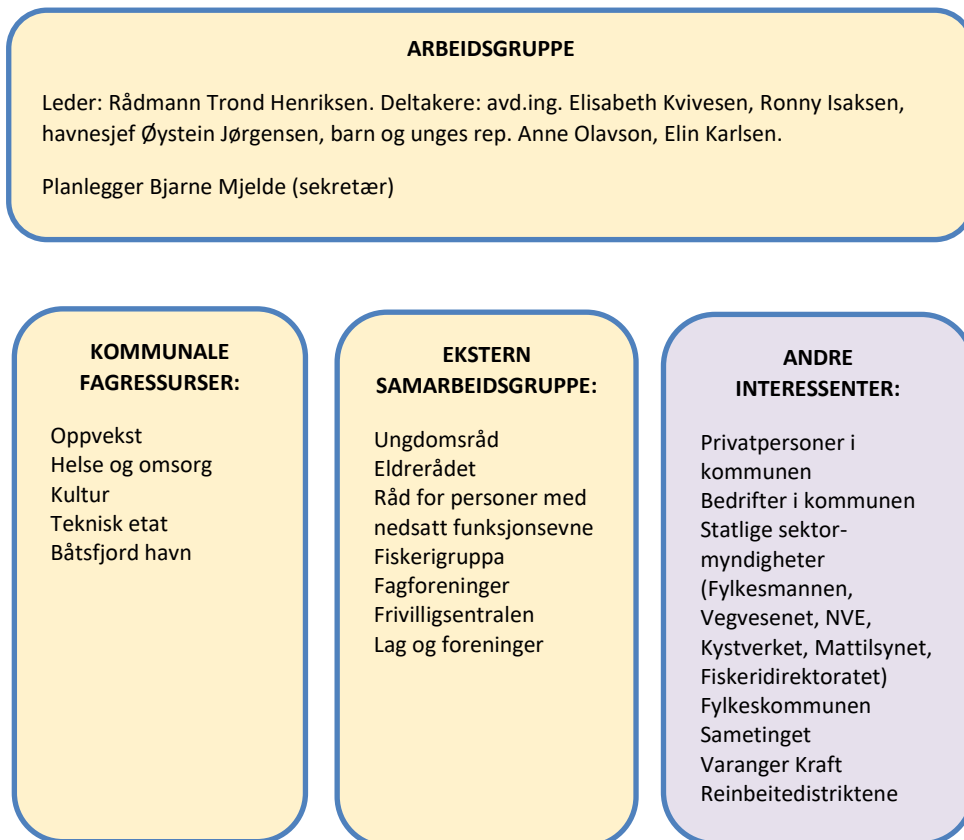 ARBEIDSGRUPPE
Leder: Rådmann Trond Henriksen. Deltakere: avd.ing. Elisabeth Kvivesen, Ronny Isaksen,
havnesjef Øystein Jørgensen, barn og unges rep. Anne Olavson, Elin Karlsen.
Planlegger Bjarne Mjelde (sekretær)
KOMMUNALE
FAGRESSURSER:
Oppvekst
Helse og omsorg
Kultur
Teknisk etat
Båtsfjord havn
EKSTERN
SAMARBEIDSGRUPPE:
Ungdomsråd
Eldrerådet
Råd for personer med
nedsatt funksjonsevne
Fiskerigruppa
Fagforeninger
Frivilligsentralen
Lag og foreninger
ANDRE
INTERESSENTER:
Privatpersoner i
kommunen
Bedrifter i kommunen
Statlige sektor-
myndigheter
(Fylkesmannen,
Vegvesenet, NVE,
Kystverket, Mattilsynet,
Fiskeridirektoratet)
Fylkeskommunen
Sametinget
Varanger Kraft
Reinbeitedistriktene